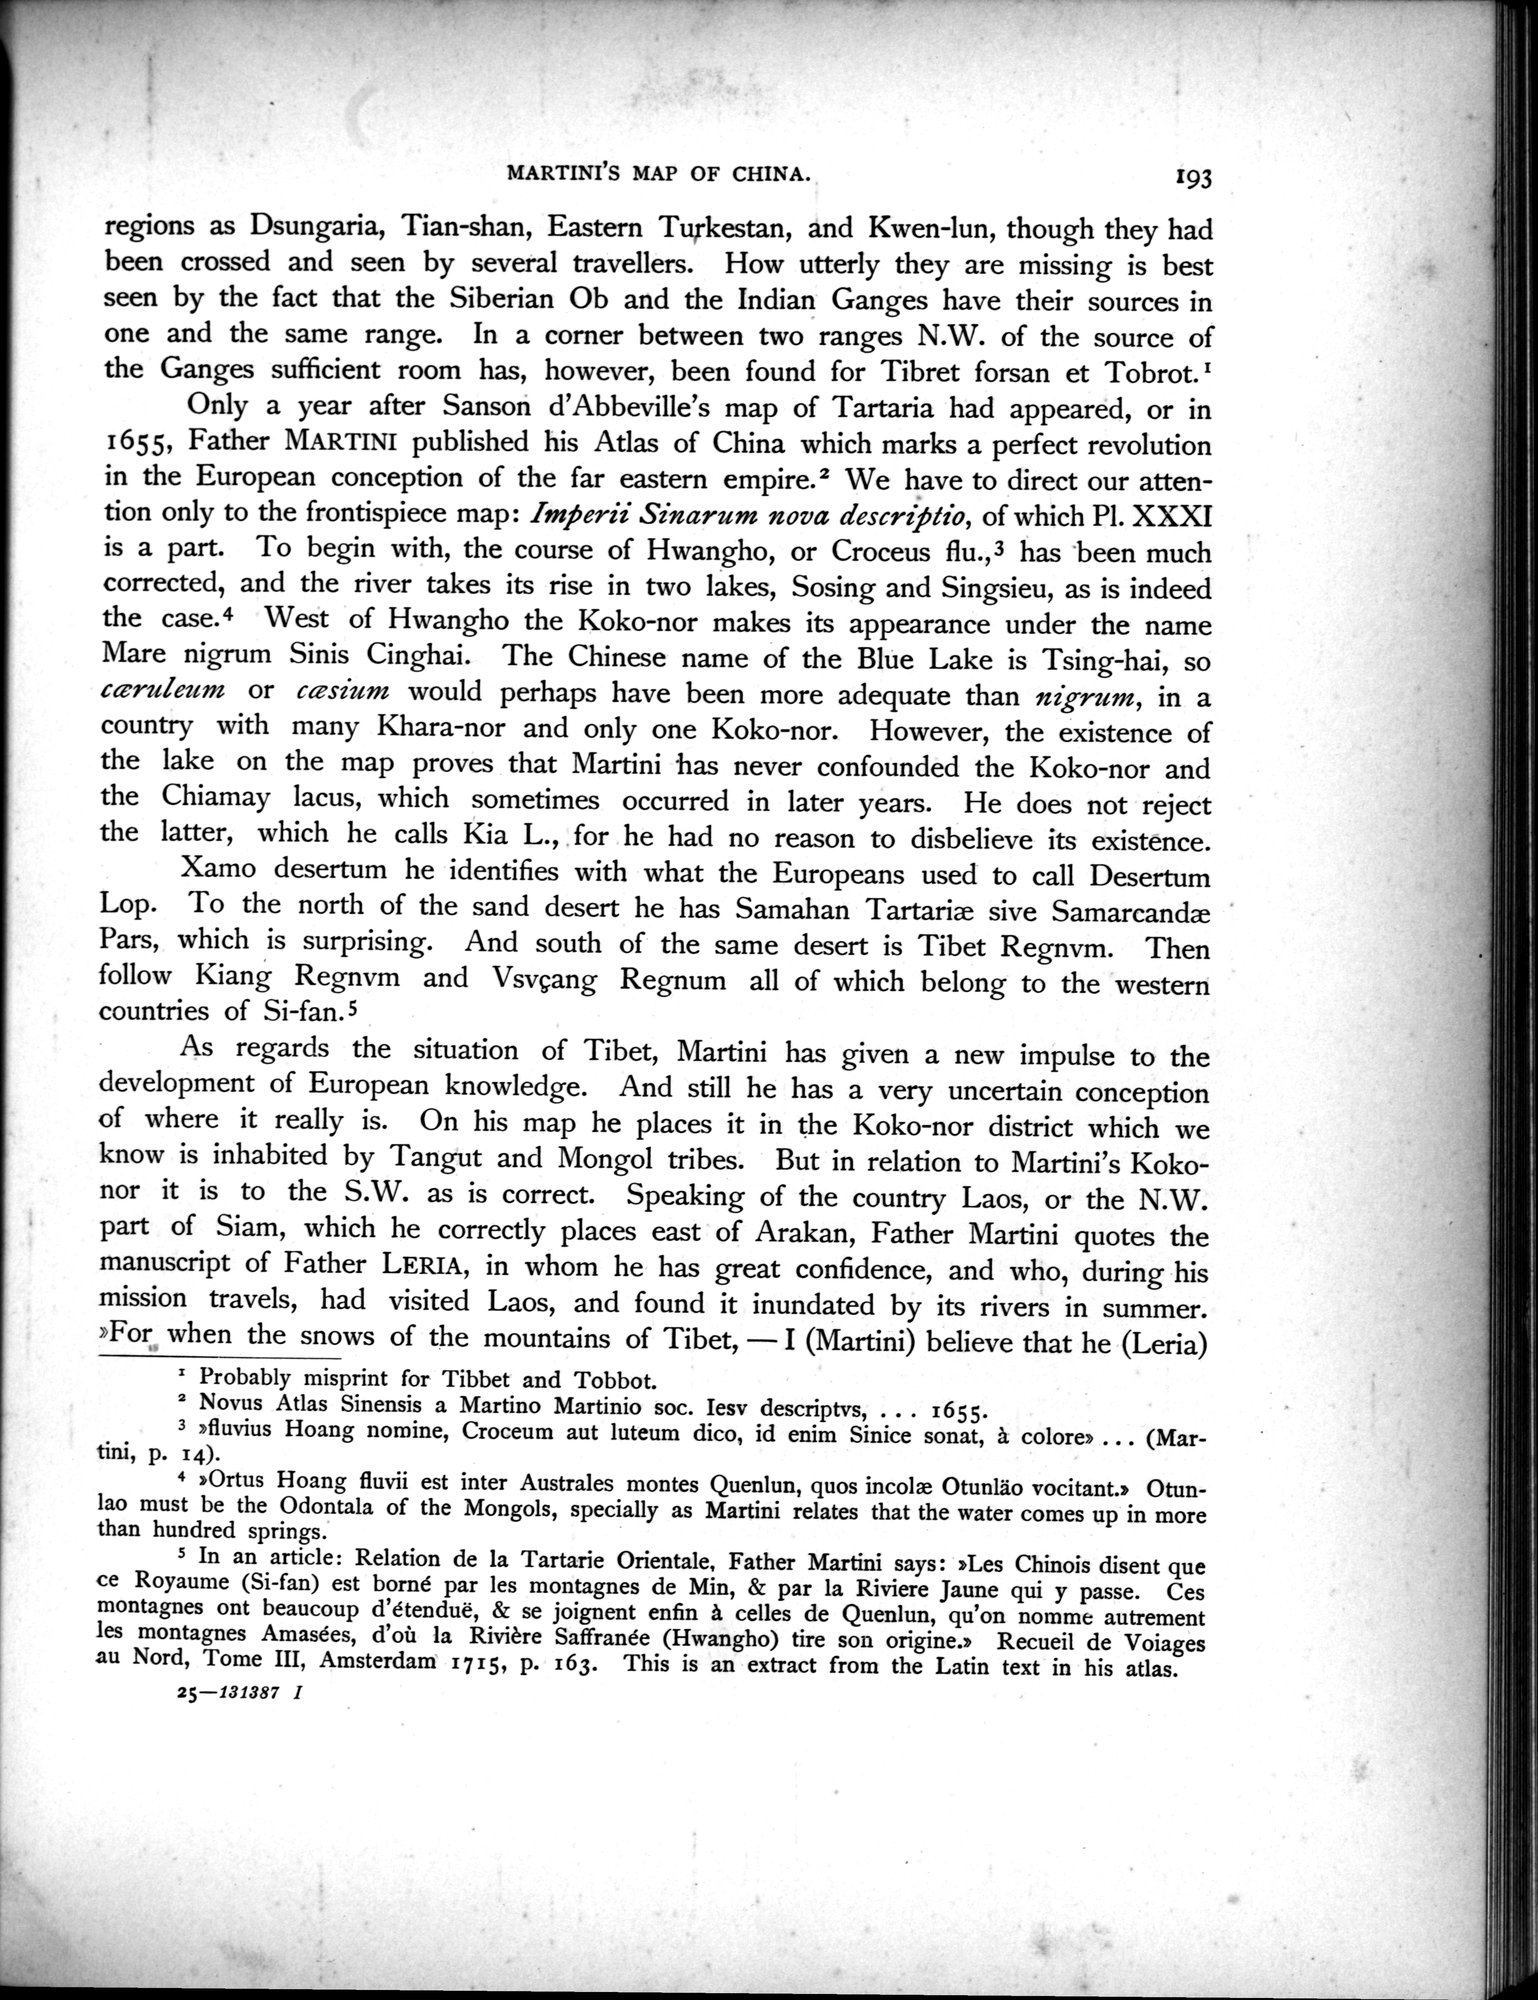 MARTINI'S MAP OF CHINA.
193
regions as Dsungaria, Tian-shan, Eastern Turkestan, and Kwen-lun, though they had
been crossed and seen by several travellers. How utterly they are missing is best
seen by the fact that the Siberian Ob and the Indian Ganges have their sources in
one and the same range. In a corner between two ranges N.W. of the source of
the Ganges sufficient room has, however, been found for Tibret forsan et Tobrot.¹
Only a year after Sanson d'Abbeville's map of Tartaria had appeared, or in
1655, Father MARTINI published his Atlas of China which marks a perfect revolution
in the European conception of the far eastern empire.² We have to direct our atten-
tion only to the frontispiece map: Imperii Sinarum nova descriptio, of which Pl. XXXI
is a part. To begin with, the course of Hwangho, or Croceus flu.,³ has been much
corrected, and the river takes its rise in two lakes, Sosing and Singsieu, as is indeed
the case.⁴ West of Hwangho the Koko-nor makes its appearance under the name
Mare nigrum Sinis Cinghai. The Chinese name of the Blue Lake is Tsing-hai, so
cæruleum or cæsium would perhaps have been more adequate than nigrum, in a
country with many Khara-nor and only one Koko-nor. However, the existence of
the lake on the map proves that Martini has never confounded the Koko-nor and
the Chiamay lacus, which sometimes occurred in later years. He does not reject
the latter, which he calls Kia L., for he had no reason to disbelieve its existence.
Xamo desertum he identifies with what the Europeans used to call Desertum
Lop. To the north of the sand desert he has Samahan Tartariæ sive Samarcandæ
Pars, which is surprising. And south of the same desert is Tibet Regnvm. Then
follow Kiang Regnvm and Vsvçang Regnum all of which belong to the western
countries of Si-fan.⁵
As regards the situation of Tibet, Martini has given a new impulse to the
development of European knowledge. And still he has a very uncertain conception
of where it really is. On his map he places it in the Koko-nor district which we
know is inhabited by Tangut and Mongol tribes. But in relation to Martini's Koko-
nor it is to the S.W. as is correct. Speaking of the country Laos, or the N.W.
part of Siam, which he correctly places east of Arakan, Father Martini quotes the
manuscript of Father LERIA, in whom he has great confidence, and who, during his
mission travels, had visited Laos, and found it inundated by its rivers in summer.
»For when the snows of the mountains of Tibet, — I (Martini) believe that he (Leria)
¹ Probably misprint for Tibbet and Tobbot.
² Novus Atlas Sinensis a Martino Martinio soc. Iesv descriptvs, ... 1655.
³ »fluvius Hoang nomine, Croceum aut luteum dico, id enim Sinice sonat, à colore» ... (Mar-
tini, p. 14).
⁴ »Ortus Hoang fluvii est inter Australes montes Quenlun, quos incolæ Otunläo vocitant.» Otun-
lao must be the Odontala of the Mongols, specially as Martini relates that the water comes up in more
than hundred springs.
⁵ In an article: Relation de la Tartarie Orientale, Father Martini says: »Les Chinois disent que
ce Royaume (Si-fan) est borné par les montagnes de Min, & par la Riviere Jaune qui y passe. Ces
montagnes ont beaucoup d'étenduë, & se joignent enfin à celles de Quenlun, qu'on nomme autrement
les montagnes Amasées, d'où la Rivière Saffranée (Hwangho) tire son origine.» Recueil de Voiages
au Nord, Tome III, Amsterdam 1715, p. 163. This is an extract from the Latin text in his atlas.
25—131387 I